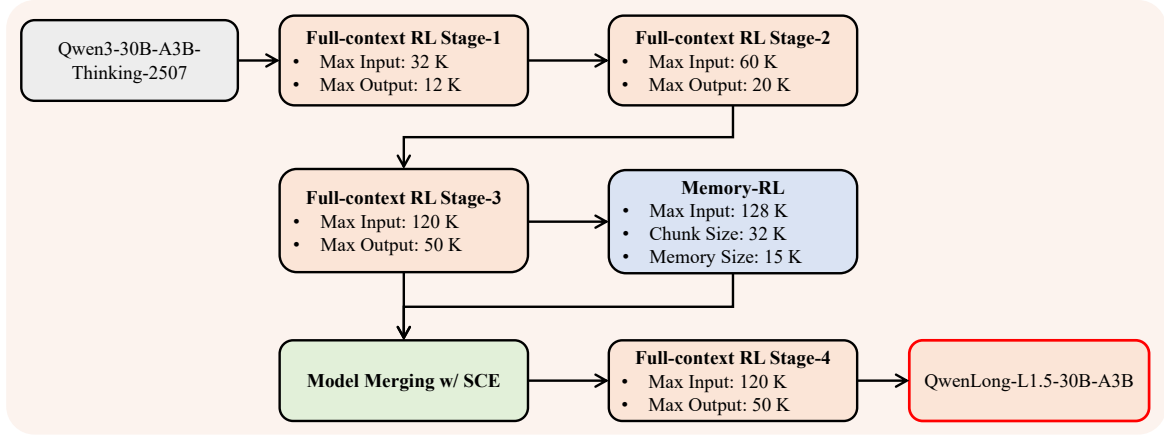 Qwen3-30B-A3B-
Thinking-2507
Full-context RL Stage-1
• Max Input: 32 K
• Max Output: 12 K
Full-context RL Stage-2
• Max Input: 60 K
• Max Output: 20 K
Full-context RL Stage-3
• Max Input: 120 K
• Max Output: 50 K
Memory-RL
• Max Input: 128 K
• Chunk Size: 32 K
• Memory Size: 15 K
Model Merging w/ SCE
Full-context RL Stage-4
• Max Input: 120 K
• Max Output: 50 K
QwenLong-L1.5-30B-A3B